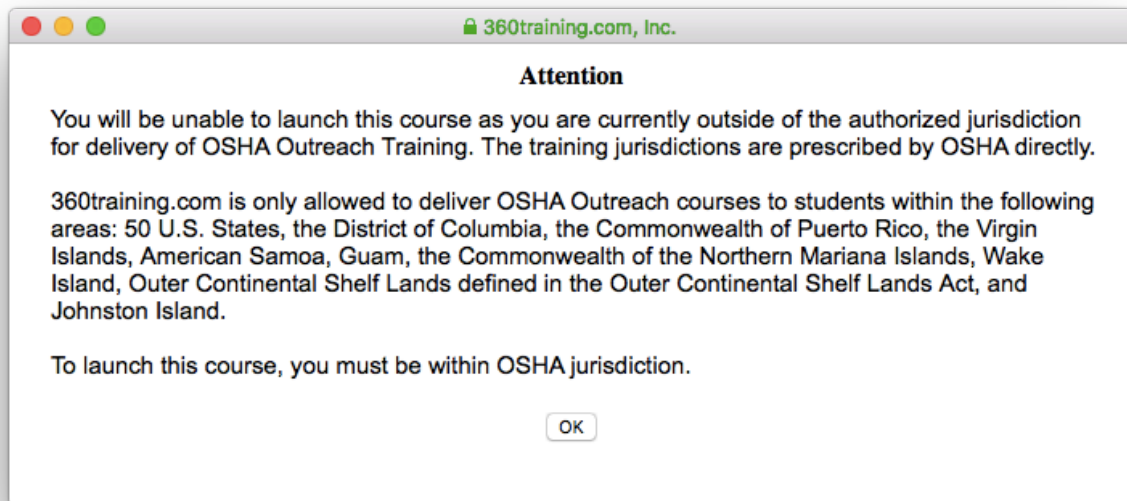 360training.com, Inc.
Attention
You will be unable to launch this course as you are currently outside of the authorized jurisdiction
for delivery of OSHA Outreach Training. The training jurisdictions are prescribed by OSHA directly.
360training.com is only allowed to deliver OSHA Outreach courses to students within the following
areas: 50 U.S. States, the District of Columbia, the Commonwealth of Puerto Rico, the Virgin
Islands, American Samoa, Guam, the Commonwealth of the Northern Mariana Islands, Wake
Island, Outer Continental Shelf Lands defined in the Outer Continental Shelf Lands Act, and
Johnston Island.
To launch this course, you must be within OSHA jurisdiction.
OK